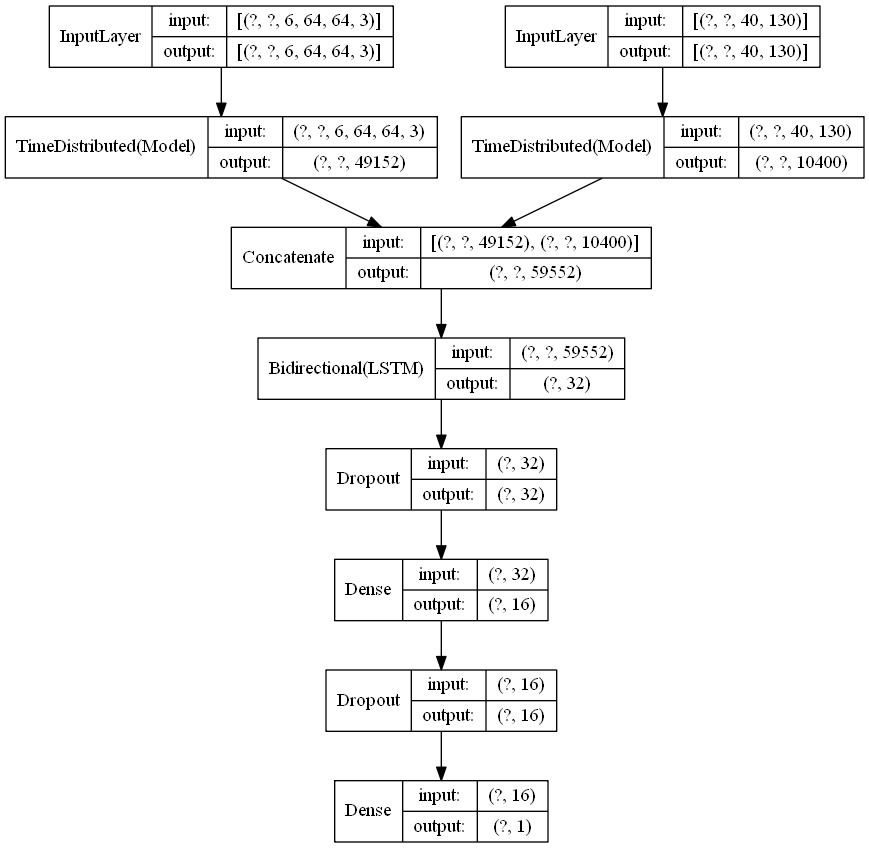 InputLayer input: [(?, ?, 6, 64, 64, 3)]
output: [(?, ?, 6, 64, 64, 3)]
InputLayer input: [(?, ?, 40, 130)]
output: [(?, ?, 40, 130)]
TimeDistributed(Model) input: (?, ?, 6, 64, 64, 3)
output: (?, ?, 49152)
TimeDistributed(Model) input: (?, ?, 40, 130)
output: (?, ?, 10400)
Concatenate input: [(?, ?, 49152), (?, ?, 10400)]
output: (?, ?, 59552)
Bidirectional(LSTM) input: (?, ?, 59552)
output: (?, 32)
Dropout input: (?, 32)
output: (?, 32)
Dense input: (?, 32)
output: (?, 16)
Dropout input: (?, 16)
output: (?, 16)
Dense input: (?, 16)
output: (?, 1)